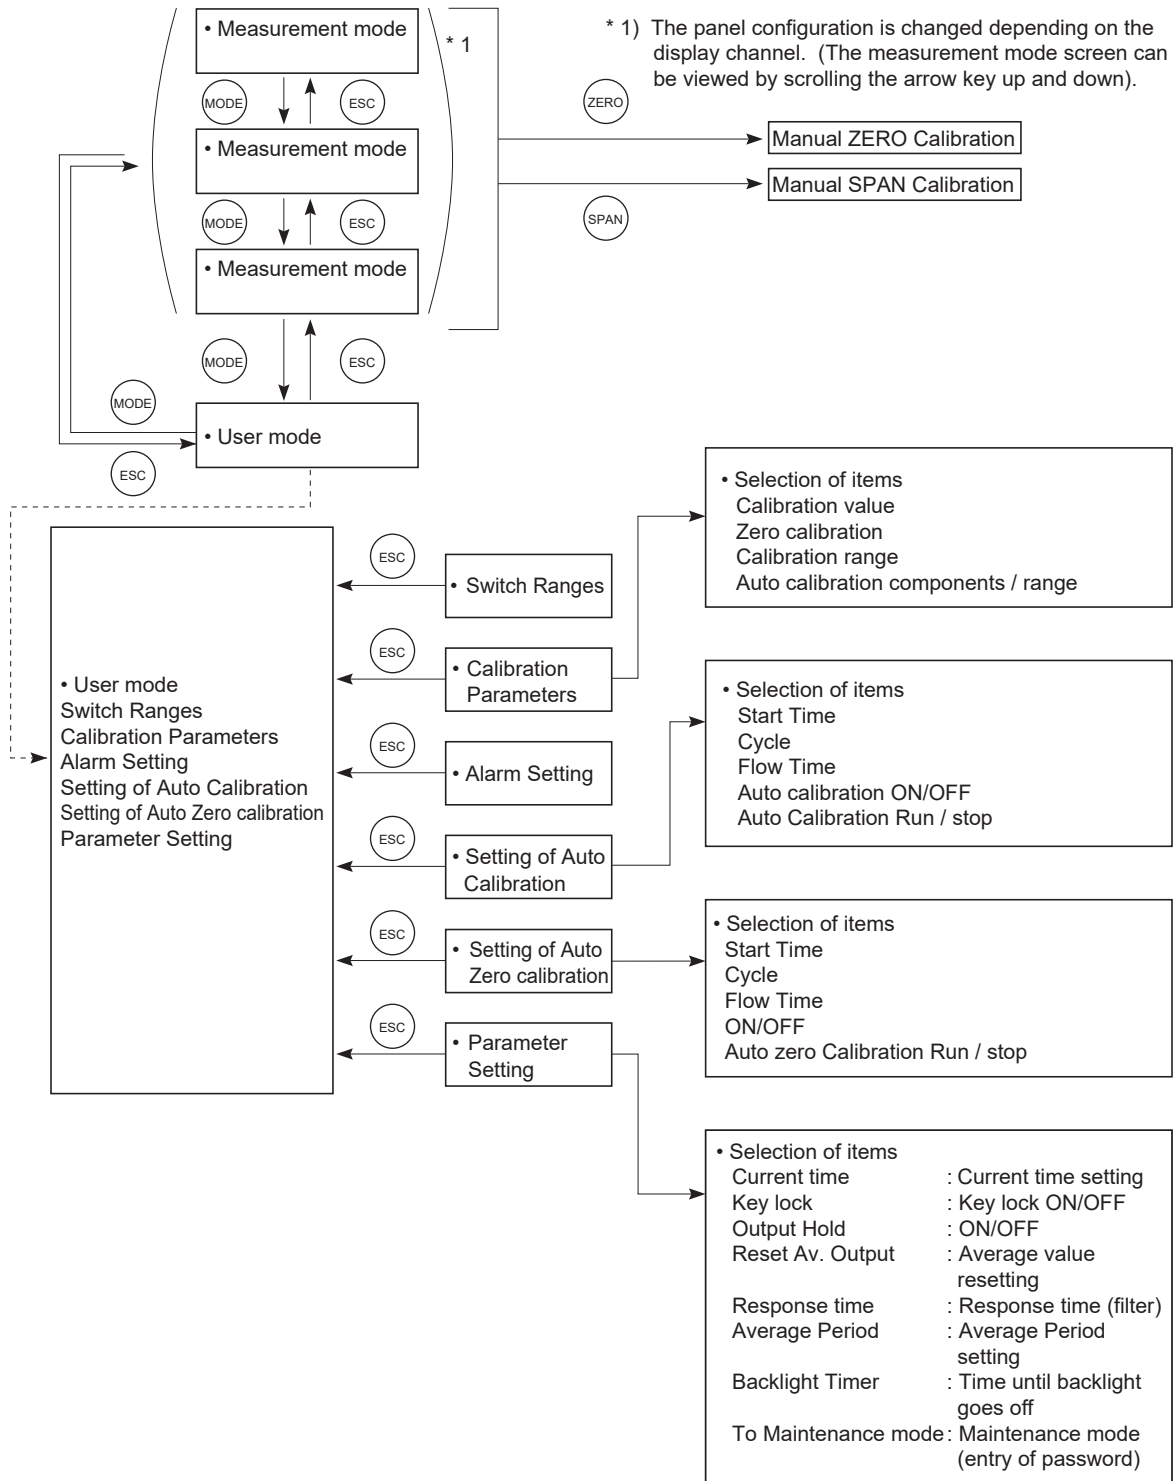 • Measurement mode
* 1
* 1) The panel configuration is changed depending on the
display channel. (The measurement mode screen can
be viewed by scrolling the arrow key up and down).
MODE
ESC
ZERO
• Measurement mode
Manual ZERO Calibration
Manual SPAN Calibration
MODE
ESC
SPAN
• Measurement mode
MODE
ESC
MODE
• User mode
ESC
• User mode
Switch Ranges
Calibration Parameters
Alarm Setting
Setting of Auto Calibration
Setting of Auto Zero calibration
Parameter Setting
ESC
• Switch Ranges
ESC
• Calibration
Parameters
ESC
• Alarm Setting
ESC
• Setting of Auto
Calibration
ESC
• Setting of Auto
Zero calibration
ESC
• Parameter
Setting
• Selection of items
Calibration value
Zero calibration
Calibration range
Auto calibration components / range
• Selection of items
Start Time
Cycle
Flow Time
Auto calibration ON/OFF
Auto Calibration Run / stop
• Selection of items
Start Time
Cycle
Flow Time
ON/OFF
Auto zero Calibration Run / stop
• Selection of items
Current time : Current time setting
Key lock : Key lock ON/OFF
Output Hold : ON/OFF
Reset Av. Output : Average value
resetting
Response time : Response time (filter)
Average Period : Average Period
setting
Backlight Timer : Time until backlight
goes off
To Maintenance mode : Maintenance mode
(entry of password)